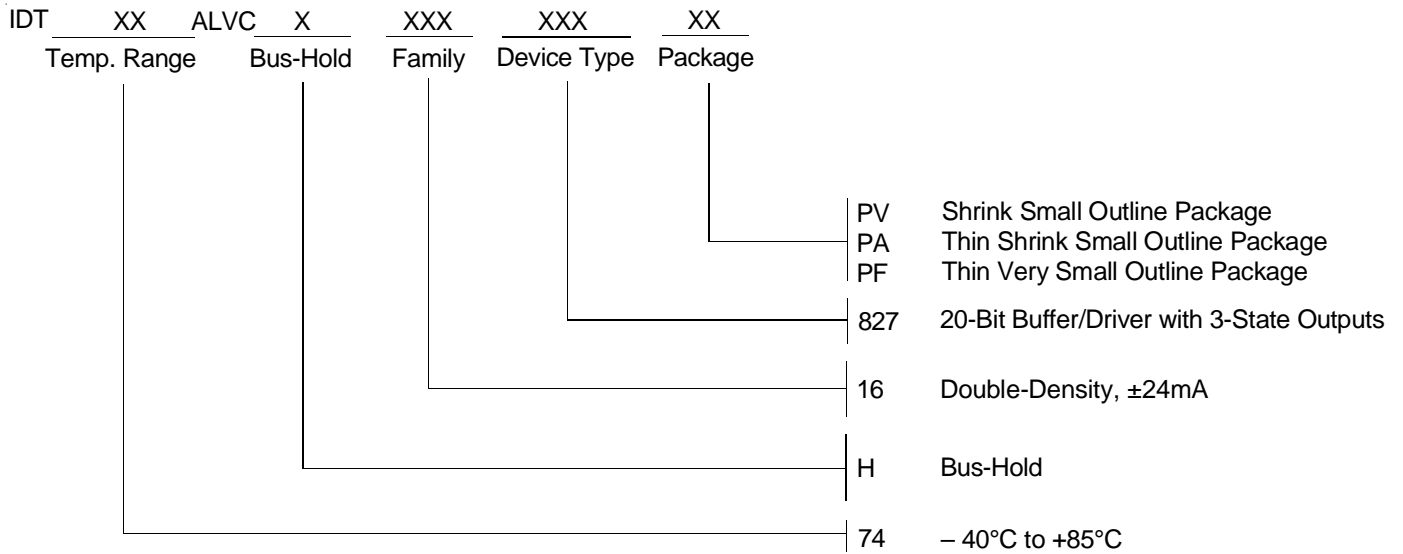 IDT XX ALVC X XXX XXX XX
Temp. Range Bus-Hold Family Device Type Package
PV Shrink Small Outline Package
PA Thin Shrink Small Outline Package
PF Thin Very Small Outline Package
827 20-Bit Buffer/Driver with 3-State Outputs
16 Double-Density, ±24mA
H Bus-Hold
74 – 40°C to +85°C